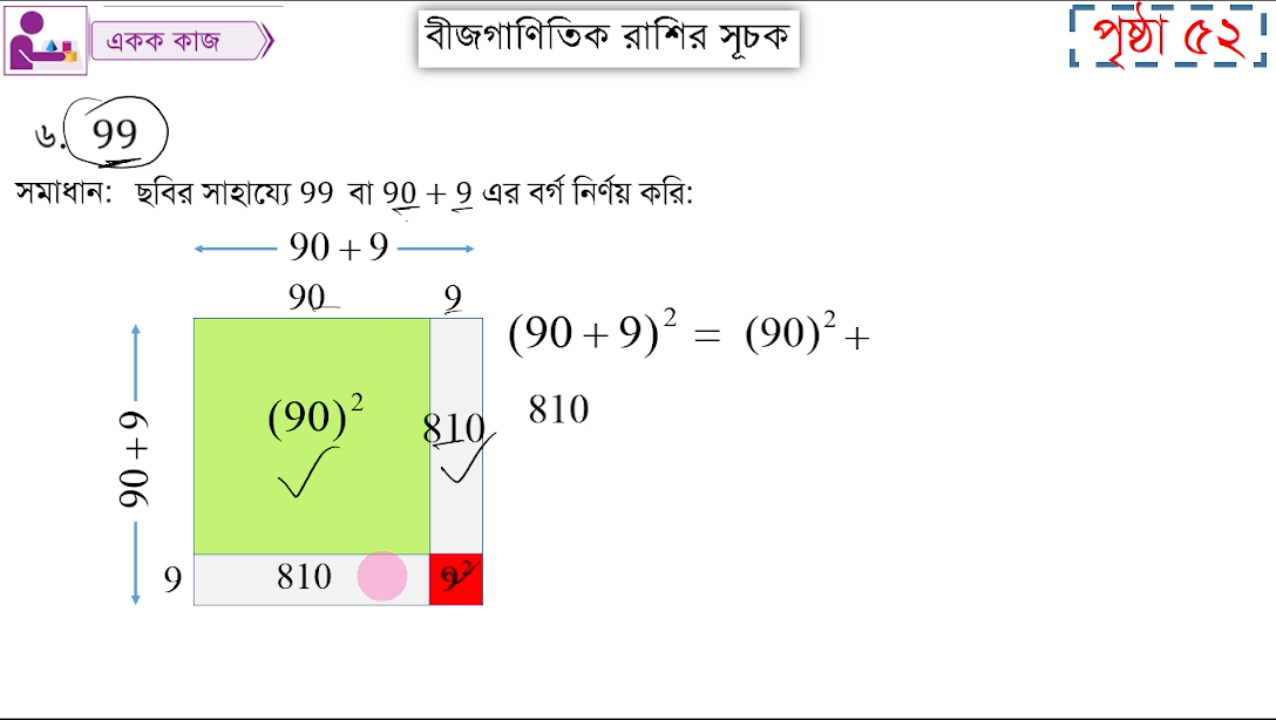 একক কাজ
বীজগাণিতিক রাশির সূচক
পৃষ্ঠা ৫২
৬. 99
সমাধান: ছবির সাহায্যে 99 বা 90 + 9 এর বর্গ নির্ণয় করি:
90 + 9
90 9
(90 + 9)² = (90)² +
90 + 9
(90)²
810
810
9
810
9²